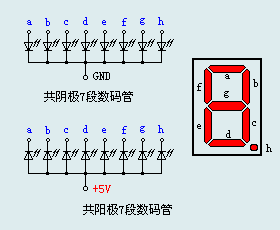 a b c d e f g h
GND
共阴极7段数码管
a b c d e f g h
+5V
共阳极7段数码管
a
f b
g
e c
d
h